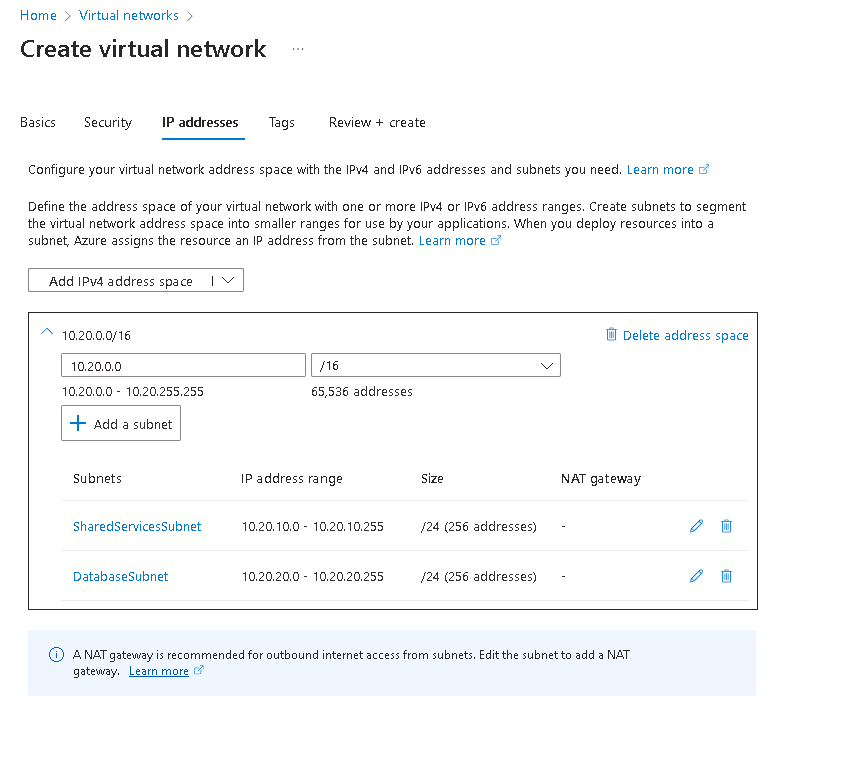 Home > Virtual networks >
Create virtual network ...
Basics Security IP addresses Tags Review + create
Configure your virtual network address space with the IPv4 and IPv6 addresses and subnets you need. Learn more
Define the address space of your virtual network with one or more IPv4 or IPv6 address ranges. Create subnets to segment
the virtual network address space into smaller ranges for use by your applications. When you deploy resources into a
subnet, Azure assigns the resource an IP address from the subnet. Learn more
Add IPv4 address space |
10.20.0.0/16 Delete address space
10.20.0.0 /16
10.20.0.0 - 10.20.255.255 65,536 addresses
+ Add a subnet
Subnets IP address range Size NAT gateway
SharedServicesSubnet 10.20.10.0 - 10.20.10.255 /24 (256 addresses) -
DatabaseSubnet 10.20.20.0 - 10.20.20.255 /24 (256 addresses) -
A NAT gateway is recommended for outbound internet access from subnets. Edit the subnet to add a NAT
gateway. Learn more